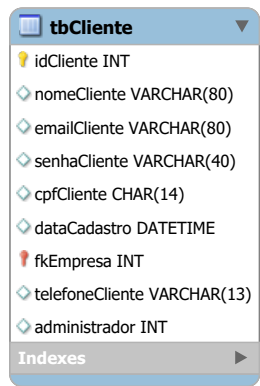 tbCliente
idCliente INT
nomeCliente VARCHAR(80)
emailCliente VARCHAR(80)
senhaCliente VARCHAR(40)
cpfCliente CHAR(14)
dataCadastro DATETIME
fkEmpresa INT
telefoneCliente VARCHAR(13)
administrador INT
Indexes